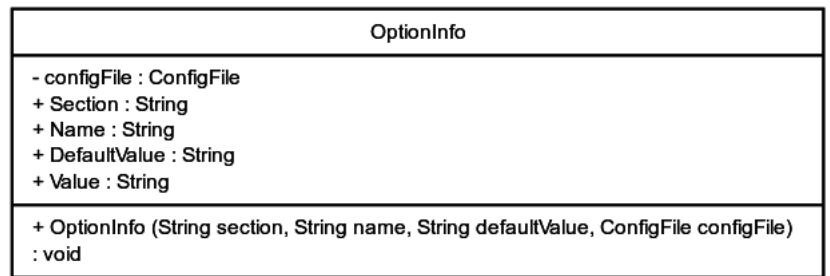 OptionInfo
- configFile : ConfigFile
+ Section : String
+ Name : String
+ DefaultValue : String
+ Value : String
+ OptionInfo (String section, String name, String defaultValue, ConfigFile configFile)
: void